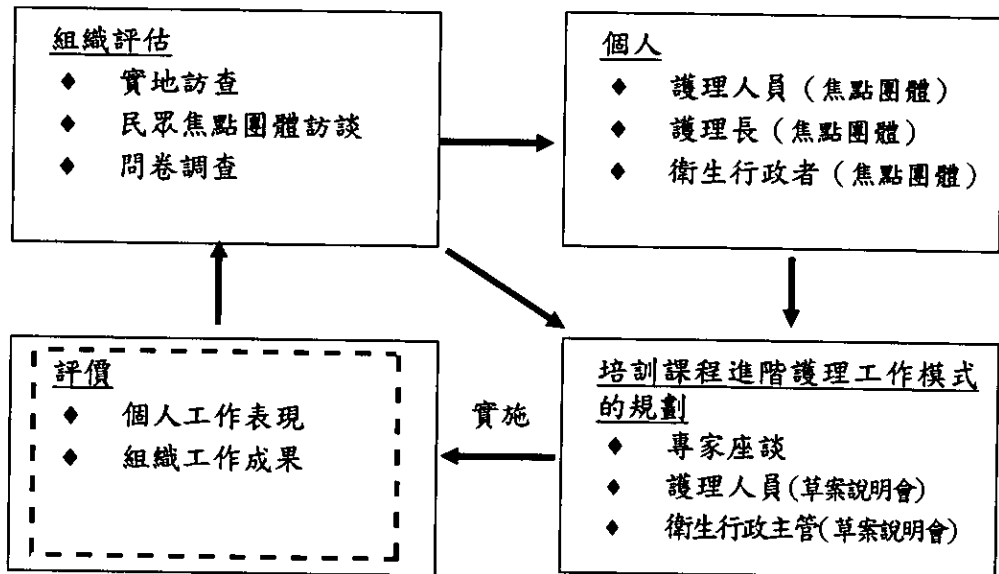 組織評估
◆ 實地訪查
◆ 民眾焦點團體訪談
◆ 問卷調查
個人
◆ 護理人員（焦點團體）
◆ 護理長（焦點團體）
◆ 衛生行政者（焦點團體）
評價
◆ 個人工作表現
◆ 組織工作成果
實施
培訓課程進階護理工作模式
的規劃
◆ 專家座談
◆ 護理人員(草案說明會)
◆ 衛生行政主管(草案說明會)